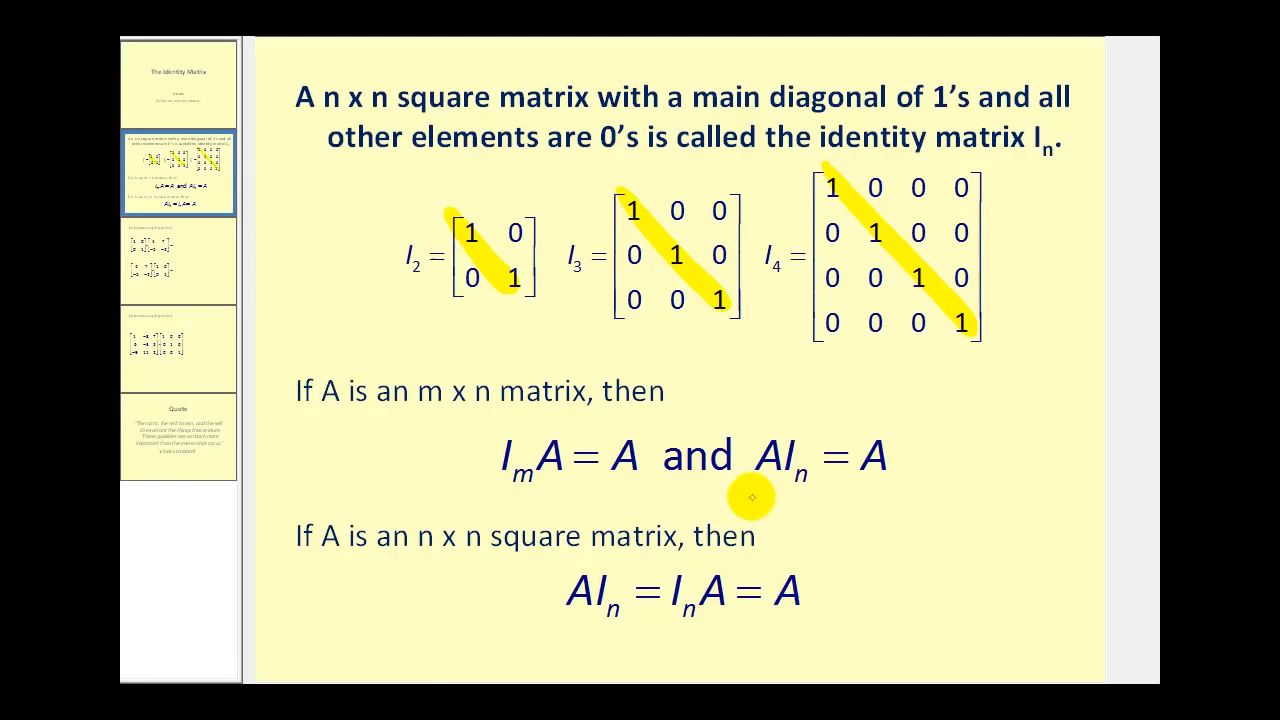 The Identity Matrix
A n x n square matrix with a main diagonal of 1's and all
other elements are 0's is called the identity matrix Iₙ.
I₂ = [1 0
0 1]
I₃ = [1 0 0
0 1 0
0 0 1]
I₄ = [1 0 0 0
0 1 0 0
0 0 1 0
0 0 0 1]
If A is an m x n matrix, then
IₘA = A and AIₙ = A
If A is an n x n square matrix, then
AIₙ = IₙA = A
Quote